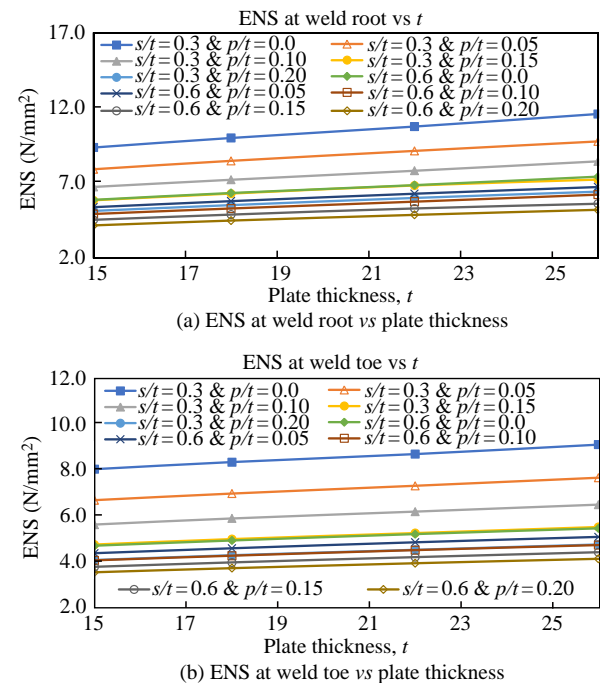 ENS at weld root vs t
17.0
12.0
7.0
2.0
ENS (N/mm²)
s/t=0.3 & p/t=0.0
s/t=0.3 & p/t=0.05
s/t=0.3 & p/t=0.10
s/t=0.3 & p/t=0.15
s/t=0.3 & p/t=0.20
s/t=0.6 & p/t=0.0
s/t=0.6 & p/t=0.05
s/t=0.6 & p/t=0.10
s/t=0.6 & p/t=0.15
s/t=0.6 & p/t=0.20
15 17 19 21 23 25
Plate thickness, t
(a) ENS at weld root vs plate thickness
ENS at weld toe vs t
12.0
10.0
8.0
6.0
4.0
2.0
ENS (N/mm²)
s/t=0.3 & p/t=0.0
s/t=0.3 & p/t=0.05
s/t=0.3 & p/t=0.10
s/t=0.3 & p/t=0.15
s/t=0.3 & p/t=0.20
s/t=0.6 & p/t=0.0
s/t=0.6 & p/t=0.05
s/t=0.6 & p/t=0.10
s/t=0.6 & p/t=0.15
s/t=0.6 & p/t=0.20
15 17 19 21 23 25
Plate thickness, t
(b) ENS at weld toe vs plate thickness